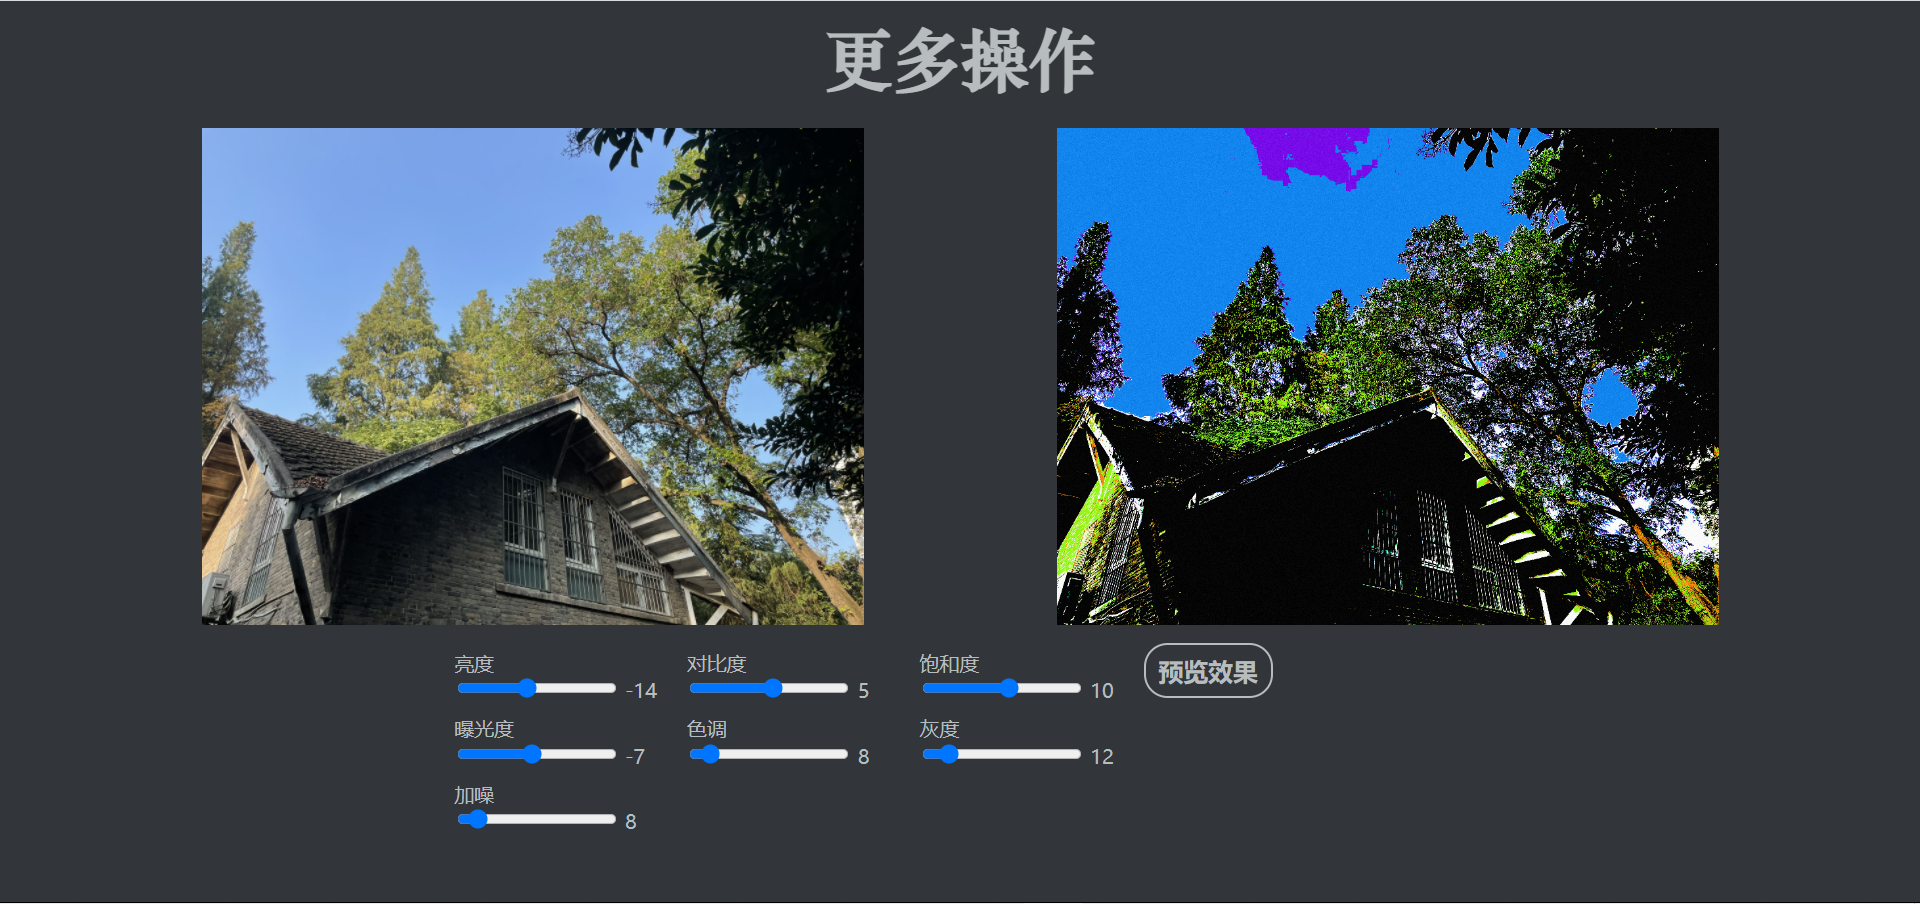 更多操作
亮度 对比度 饱和度 预览效果
-14 5 10
曝光度 色调 灰度
-7 8 12
加噪
8